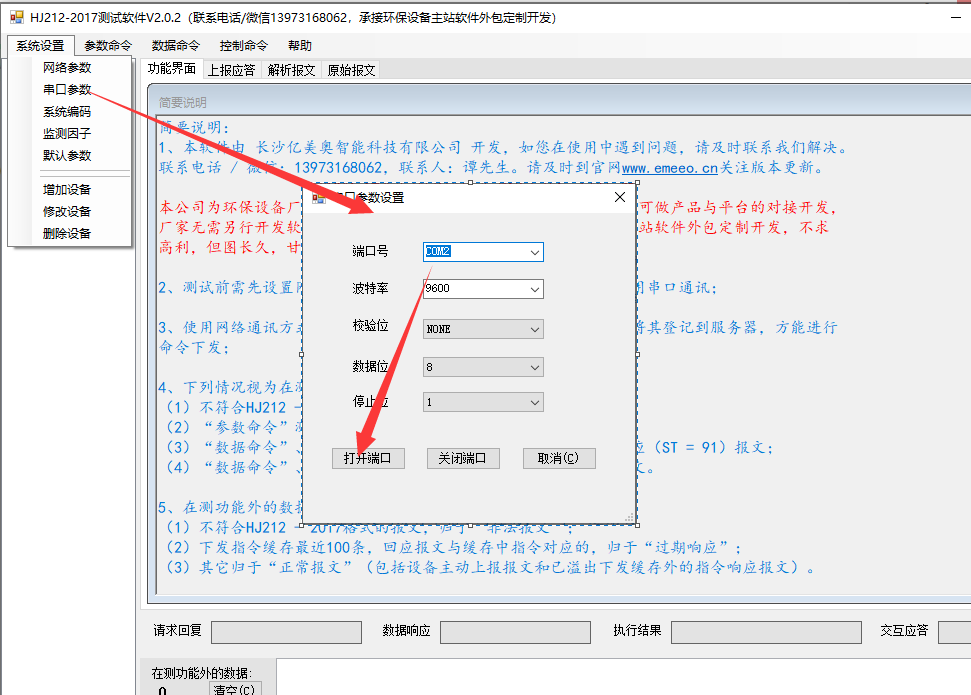 HJ212-2017测试软件V2.0.2（联系电话/微信13973168062，承接环保设备主站软件外包定制开发）
系统设置 参数命令 数据命令 控制命令 帮助
网络参数
串口参数
系统编码
监测因子
默认参数
增加设备
修改设备
删除设备
功能界面 上报应答 解析报文 原始报文
简要说明
简要说明：
1、本软件由 长沙亿美奥智能科技有限公司 开发，如您在使用中遇到问题，请及时联系我们解决。
联系电话 / 微信：13973168062，联系人：谭先生。请及时到官网www.emeeo.cn关注版本更新。
本公司为环保设备厂 可做产品与平台的对接开发，
厂家无需另行开发软 站软件外包定制开发，不求
高利，但图长久，甘
2、测试前需先设置 用串口通讯；
3、使用网络通讯方式 将其登记到服务器，方能进行
命令下发；
4、下列情况视为在测
（1）不符合HJ212 -
（2）“参数命令”
（3）“数据命令”、 应（ST = 91）报文；
（4）“数据命令”、 文。
5、在测功能外的数据
（1）不符合HJ212 - 2017格式的报文，归于“非法报文”；
（2）下发指令缓存最近100条，回应报文与缓存中指令对应的，归于“过期响应”；
（3）其它归于“正常报文”（包括设备主动上报报文和已溢出下发缓存外的指令响应报文）。
串口参数设置
端口号 COM2
波特率 9600
校验位 NONE
数据位 8
停止位 1
打开端口 关闭端口 取消(C)
请求回复 数据响应 执行结果 交互应答
在测功能外的数据:
0 清空(C)